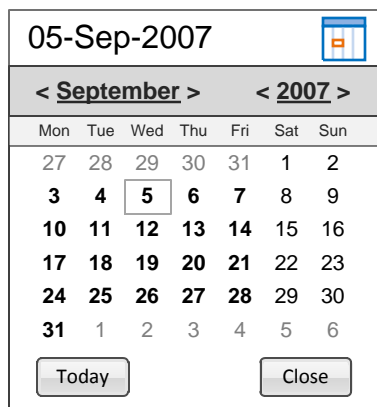 05-Sep-2007
< September > < 2007 >
Mon Tue Wed Thu Fri Sat Sun
27 28 29 30 31 1 2
3 4 5 6 7 8 9
10 11 12 13 14 15 16
17 18 19 20 21 22 23
24 25 26 27 28 29 30
31 1 2 3 4 5 6
Today Close